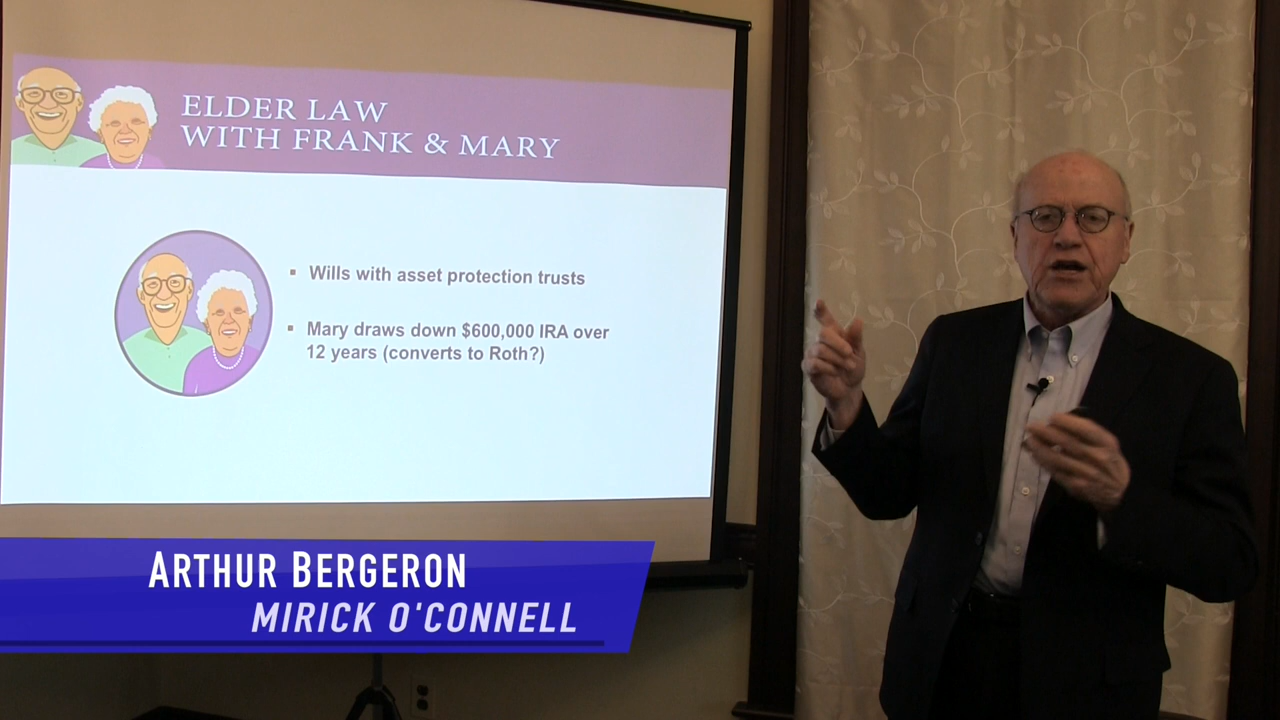 ELDER LAW
WITH FRANK & MARY
▪ Wills with asset protection trusts
▪ Mary draws down $600,000 IRA over
12 years (converts to Roth?)
ARTHUR BERGERON
MIRICK O'CONNELL